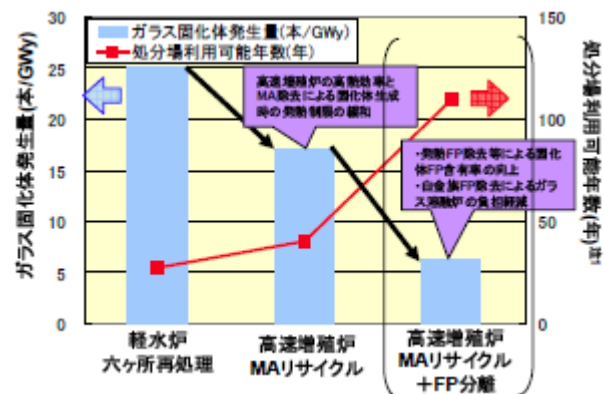 ガラス固化体発生量(本/GWy)
処分場利用可能年数(年)
30
25
20
15
10
5
0
ガラス固化体発生量(本/GWy)
150
100
50
0
処分場利用可能年数(年)注1
高速増殖炉の高熱効率と
MA除去による固化体生成
時の発熱制限の緩和
・発熱FP除去等による固化
体FP含有率の向上
・白金族FP除去によるガラ
ス溶融炉の負担軽減
軽水炉
六ヶ所再処理
高速増殖炉
MAリサイクル
高速増殖炉
MAリサイクル
+FP分離